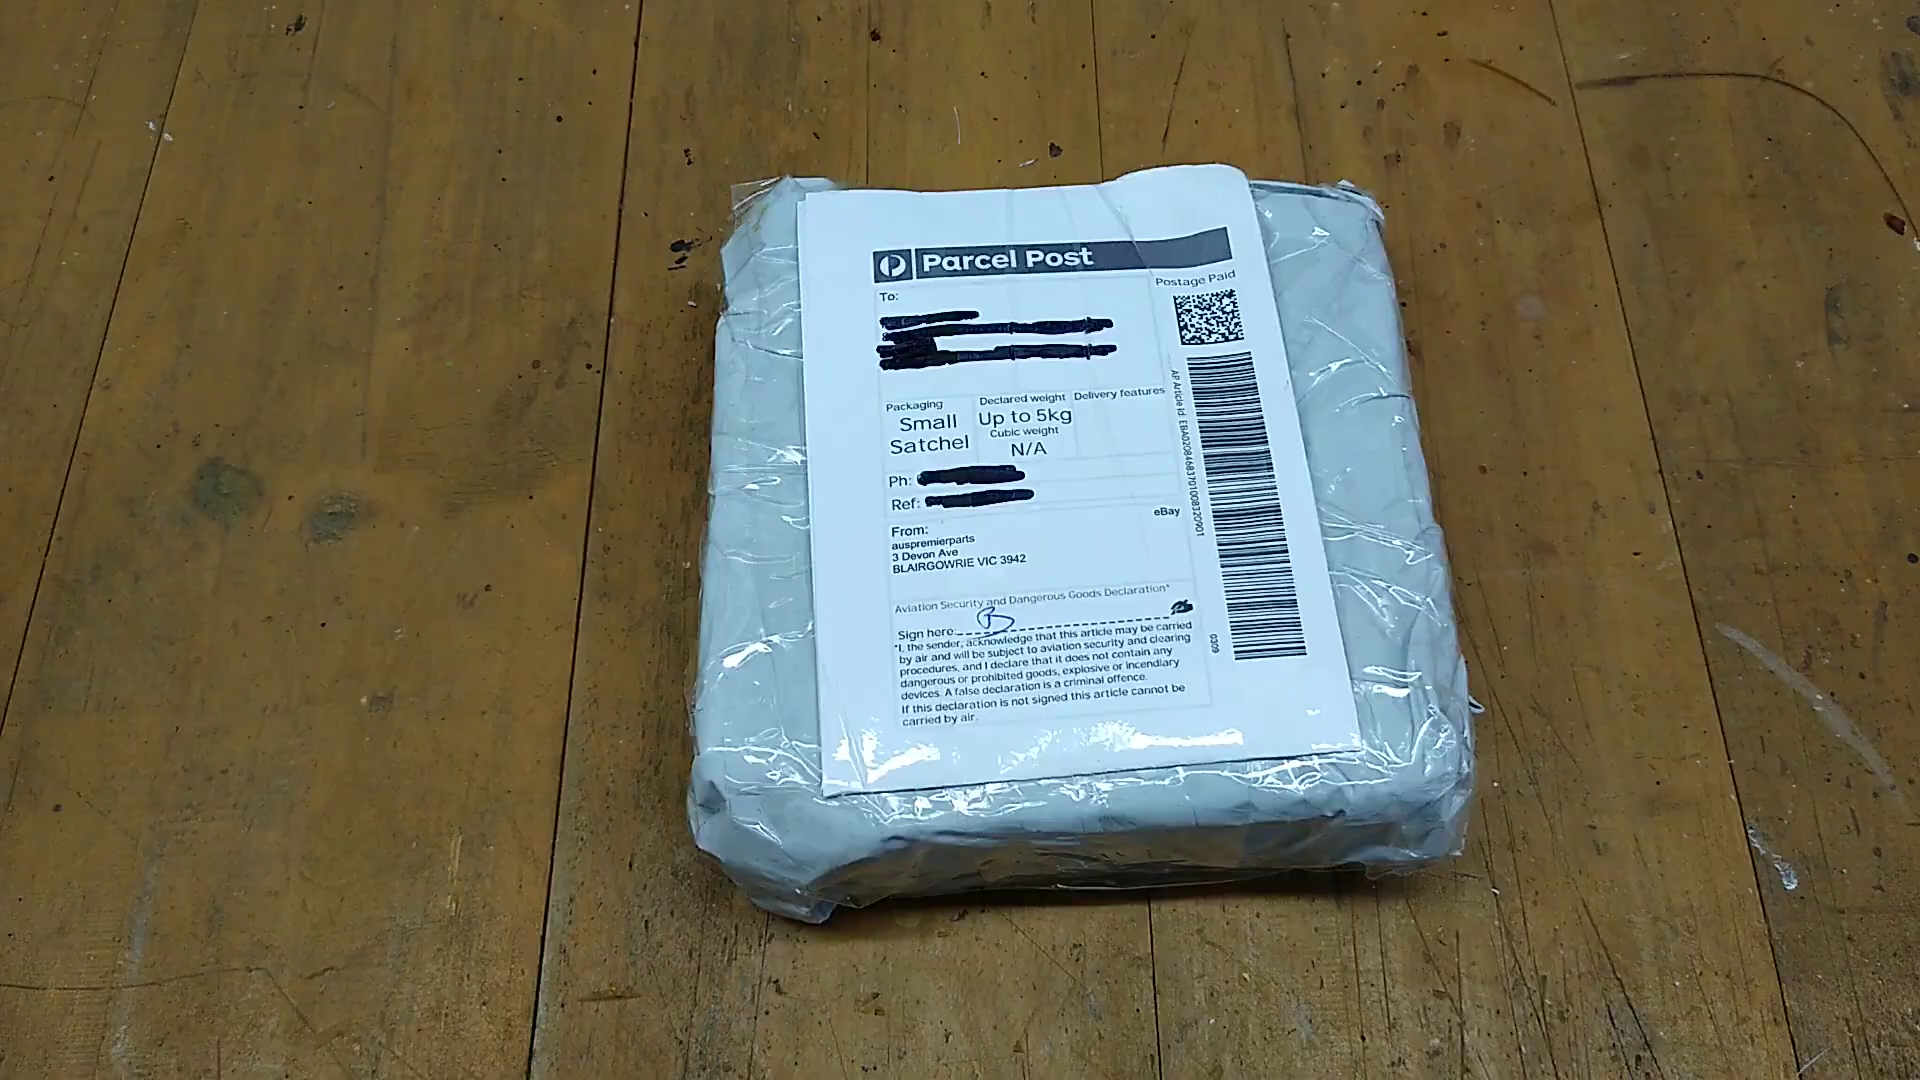 Parcel Post
To:
Postage Paid
Packaging
Small
Satchel
Declared weight
Up to 5kg
Cubic weight
N/A
Delivery features
Ph:
Ref:
eBay
From:
auspremierparts
3 Devon Ave
BLAIRGOWRIE VIC 3942
Aviation Security and Dangerous Goods Declaration*
Sign here:
*I, the sender, acknowledge that this article may be carried
by air and will be subject to aviation security and clearing
procedures, and I declare that it does not contain any
dangerous or prohibited goods, explosive or incendiary
devices. A false declaration is a criminal offence.
If this declaration is not signed this article cannot be
carried by air.
AP Article Id:
0309